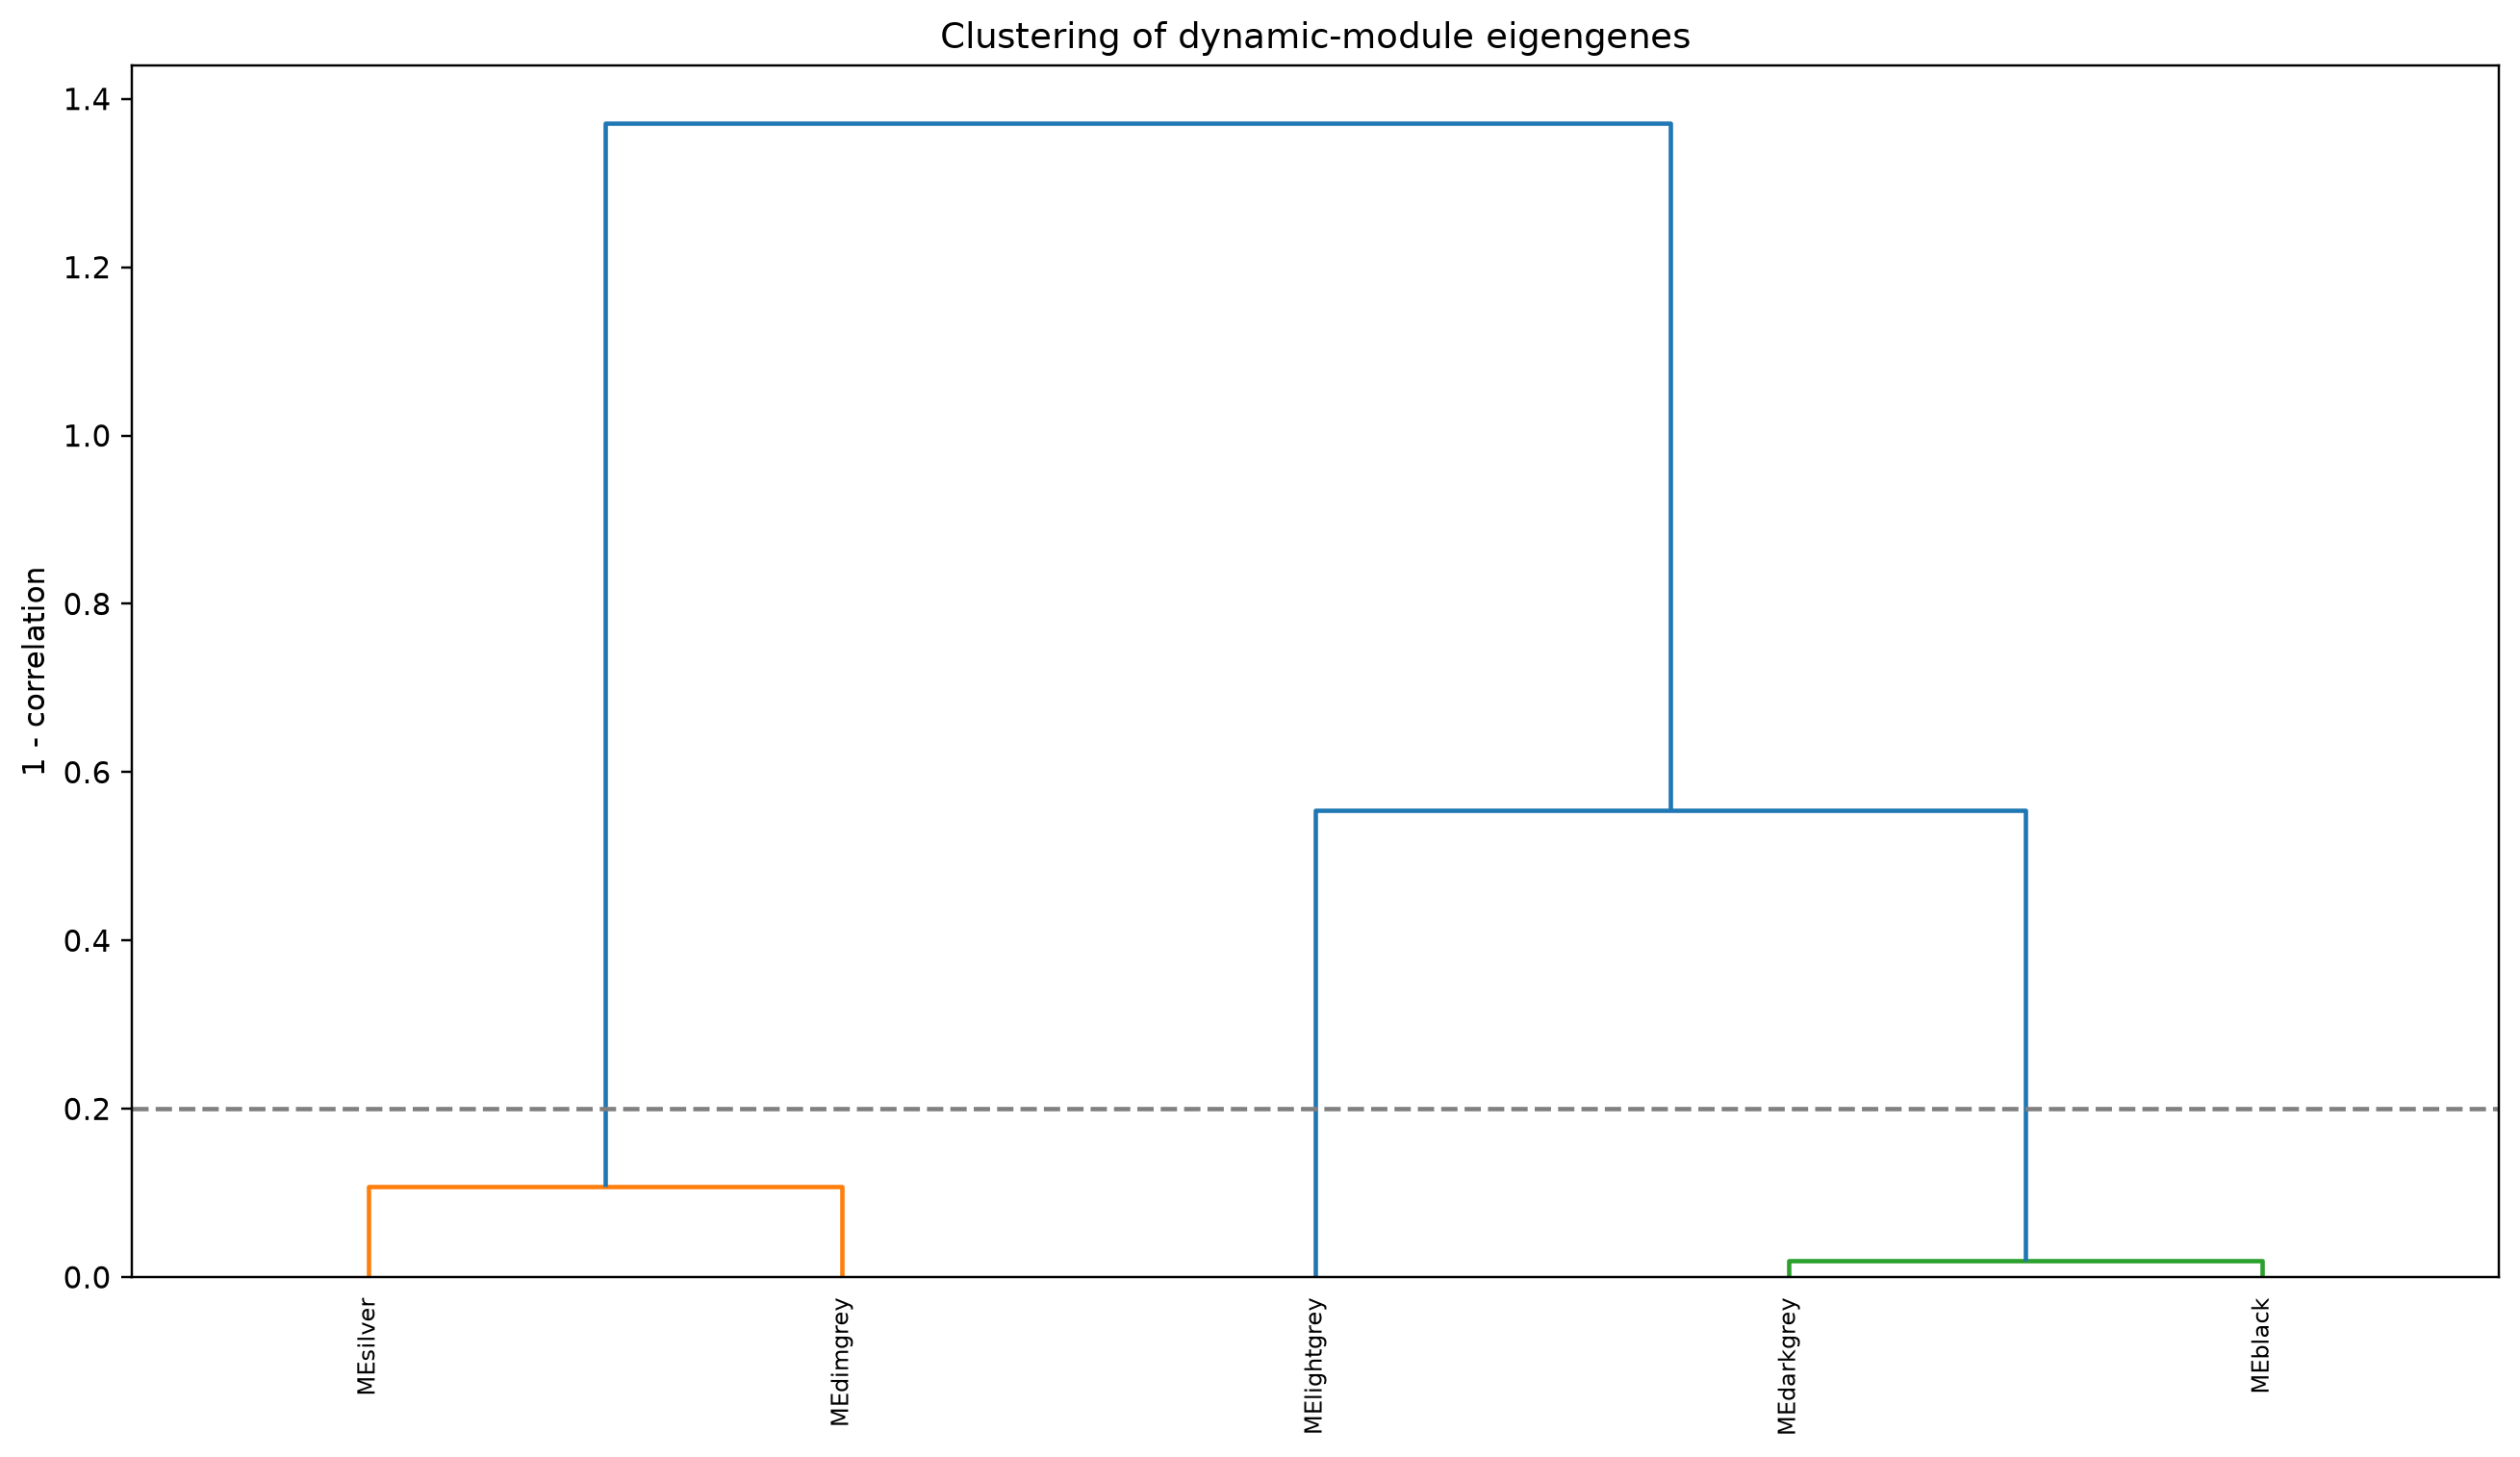 Clustering of dynamic-module eigengenes
1.4
1.2
1.0
0.8
0.6
0.4
0.2
0.0
1 - correlation
MEsilver
MEdimgrey
MElightgrey
MEdarkgrey
MEblack